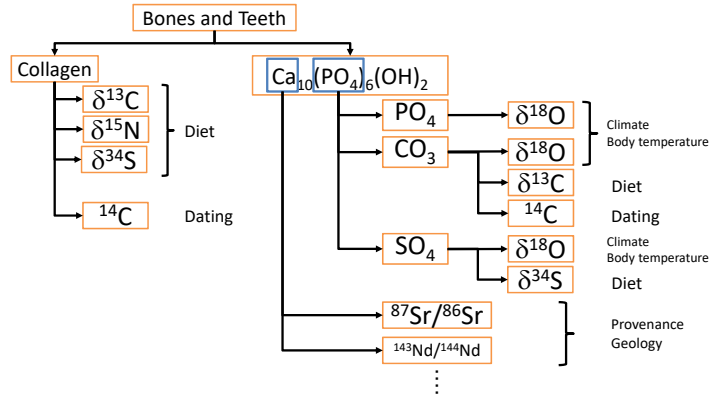 Bones and Teeth
Collagen
δ¹³C
δ¹⁵N
δ³⁴S
Diet
¹⁴C
Dating
Ca₁₀(PO₄)₆(OH)₂
PO₄
δ¹⁸O
CO₃
δ¹⁸O
Climate
Body temperature
δ¹³C
Diet
¹⁴C
Dating
SO₄
δ¹⁸O
Climate
Body temperature
δ³⁴S
Diet
⁸⁷Sr/⁸⁶Sr
¹⁴³Nd/¹⁴⁴Nd
Provenance
Geology